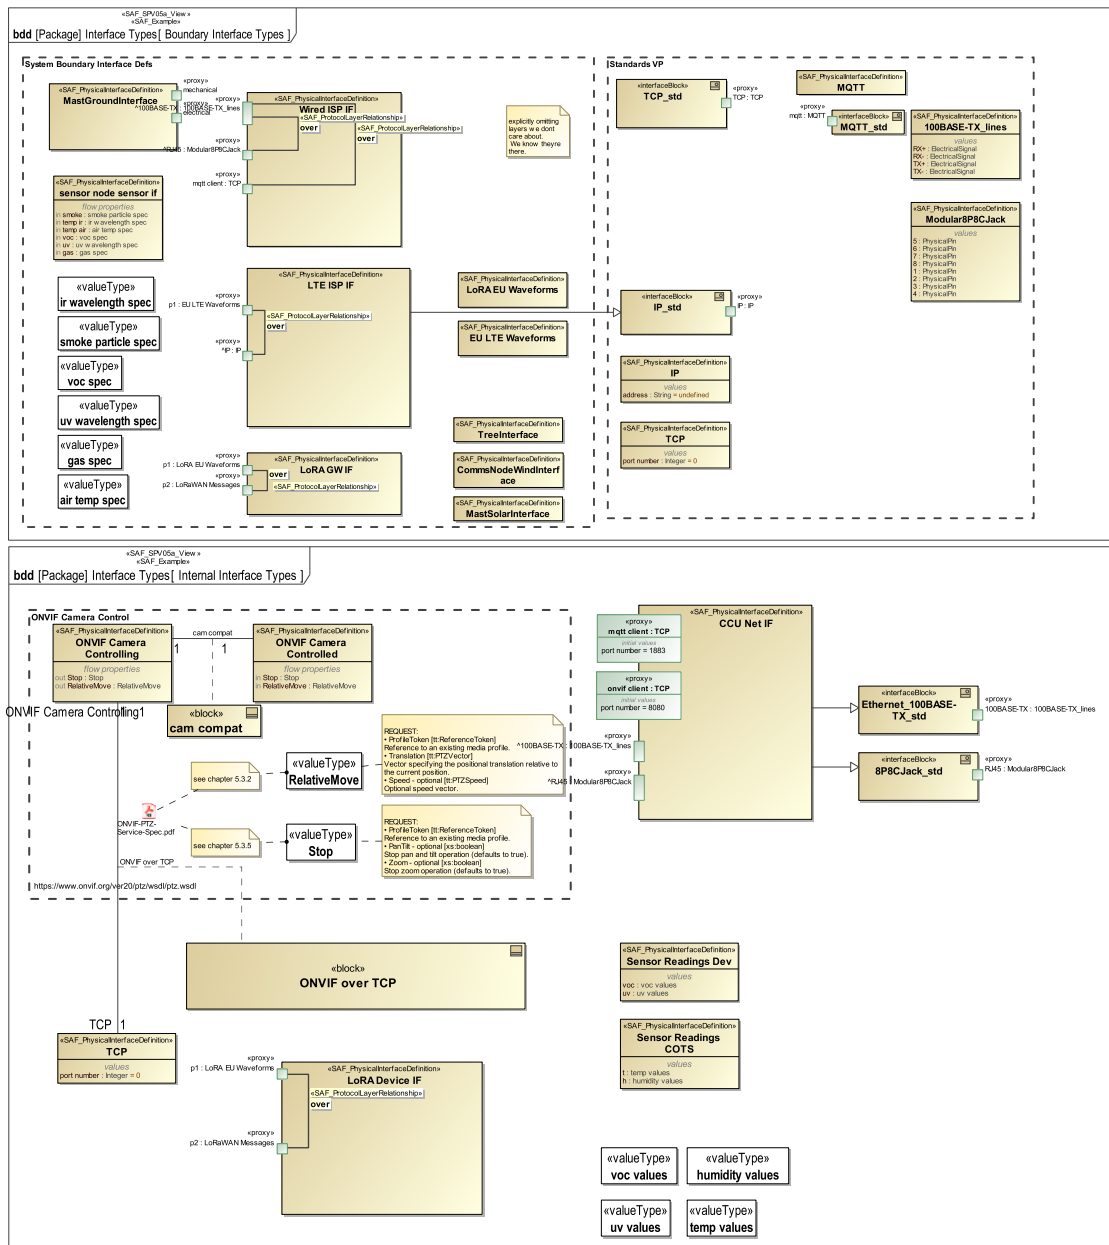 «SAF_SPV05a_View »
«SAF_Example»
bdd [Package] Interface Types[ Boundary Interface Types ]
System Boundary Interface Defs
«SAF_PhysicalInterfaceDefinition»
MastGroundInterface
«proxy»
mechanical
«proxy»
electrical
«SAF_PhysicalInterfaceDefinition»
Wired ISP IF
«proxy»
^100BASE-TX : 100BASE-TX_lines
«SAF_ProtocolLayerRelationship»
over
«SAF_ProtocolLayerRelationship»
over
«proxy»
^RJ45 : Modular8P8CJack
«proxy»
mqtt client : TCP
explicitly omitting
layers we dont
care about.
We know theyre
there.
«SAF_PhysicalInterfaceDefinition»
sensor node sensor if
flow properties
in smoke : smoke particle spec
in temp ir : ir wavelength spec
in temp air : air temp spec
in voc : voc spec
in uv : uv wavelength spec
in gas : gas spec
«valueType»
ir wavelength spec
«valueType»
smoke particle spec
«valueType»
voc spec
«valueType»
uv wavelength spec
«valueType»
gas spec
«valueType»
air temp spec
«SAF_PhysicalInterfaceDefinition»
LTE ISP IF
«proxy»
p1 : EU LTE Waveforms
«SAF_ProtocolLayerRelationship»
over
«proxy»
^IP : IP
«SAF_PhysicalInterfaceDefinition»
LoRA EU Waveforms
«SAF_PhysicalInterfaceDefinition»
EU LTE Waveforms
«SAF_PhysicalInterfaceDefinition»
TreeInterface
«SAF_PhysicalInterfaceDefinition»
CommsNodeWindInterf
ace
«SAF_PhysicalInterfaceDefinition»
MastSolarInterface
«SAF_PhysicalInterfaceDefinition»
LoRA GW IF
«proxy»
p1 : LoRA EU Waveforms
«proxy»
p2 : LoRaWAN Messages
over
«SAF_ProtocolLayerRelationship»
Standards VP
«interfaceBlock»
TCP_std
«proxy»
TCP : TCP
«SAF_PhysicalInterfaceDefinition»
MQTT
«proxy»
mqtt : MQTT
«interfaceBlock»
MQTT_std
«SAF_PhysicalInterfaceDefinition»
100BASE-TX_lines
values
RX+ : ElectricalSignal
RX- : ElectricalSignal
TX+ : ElectricalSignal
TX- : ElectricalSignal
«SAF_PhysicalInterfaceDefinition»
Modular8P8CJack
values
5 : PhysicalPin
6 : PhysicalPin
7 : PhysicalPin
8 : PhysicalPin
1 : PhysicalPin
2 : PhysicalPin
3 : PhysicalPin
4 : PhysicalPin
«interfaceBlock»
IP_std
«proxy»
IP : IP
«SAF_PhysicalInterfaceDefinition»
IP
values
address : String = undefined
«SAF_PhysicalInterfaceDefinition»
TCP
values
port number : Integer = 0
«SAF_SPV05a_View »
«SAF_Example»
bdd [Package] Interface Types[ Internal Interface Types ]
ONVIF Camera Control
«SAF_PhysicalInterfaceDefinition»
ONVIF Camera
Controlling
flow properties
out Stop : Stop
out RelativeMove : RelativeMove
cam compat
1
1
«SAF_PhysicalInterfaceDefinition»
ONVIF Camera
Controlled
flow properties
in Stop : Stop
in RelativeMove : RelativeMove
ONVIF Camera Controlling1
«block»
cam compat
see chapter 5.3.2
«valueType»
RelativeMove
REQUEST:
• ProfileToken [tt:ReferenceToken]
Reference to an existing media profile.
• Translation [tt:PTZVector]
Vector specifying the positional translation relative to
the current position.
• Speed - optional [tt:PTZSpeed]
Optional speed vector.
ONVIF-PTZ-
Service-Spec.pdf
see chapter 5.3.5
«valueType»
Stop
REQUEST:
• ProfileToken [tt:ReferenceToken]
Reference to an existing media profile.
• PanTilt - optional [xs:boolean]
Stop pan and tilt operation (defaults to true).
• Zoom - optional [xs:boolean]
Stop zoom operation (defaults to true).
ONVIF over TCP
https://www.onvif.org/ver20/ptz/wsdl/ptz.wsdl
«block»
ONVIF over TCP
TCP 1
«SAF_PhysicalInterfaceDefinition»
TCP
values
port number : Integer = 0
«SAF_PhysicalInterfaceDefinition»
LoRA Device IF
«proxy»
p1 : LoRA EU Waveforms
«SAF_ProtocolLayerRelationship»
over
«proxy»
p2 : LoRaWAN Messages
«SAF_PhysicalInterfaceDefinition»
CCU Net IF
«proxy»
mqtt client : TCP
initial values
port number = 1883
«proxy»
onvif client : TCP
initial values
port number = 8080
«proxy»
^100BASE-TX : 100BASE-TX_lines
«proxy»
^RJ45 : Modular8P8CJack
«interfaceBlock»
Ethernet_100BASE-
TX_std
«proxy»
100BASE-TX : 100BASE-TX_lines
«interfaceBlock»
8P8CJack_std
«proxy»
RJ45 : Modular8P8CJack
«SAF_PhysicalInterfaceDefinition»
Sensor Readings Dev
values
voc : voc values
uv : uv values
«SAF_PhysicalInterfaceDefinition»
Sensor Readings
COTS
values
t : temp values
h : humidity values
«valueType»
voc values
«valueType»
humidity values
«valueType»
uv values
«valueType»
temp values